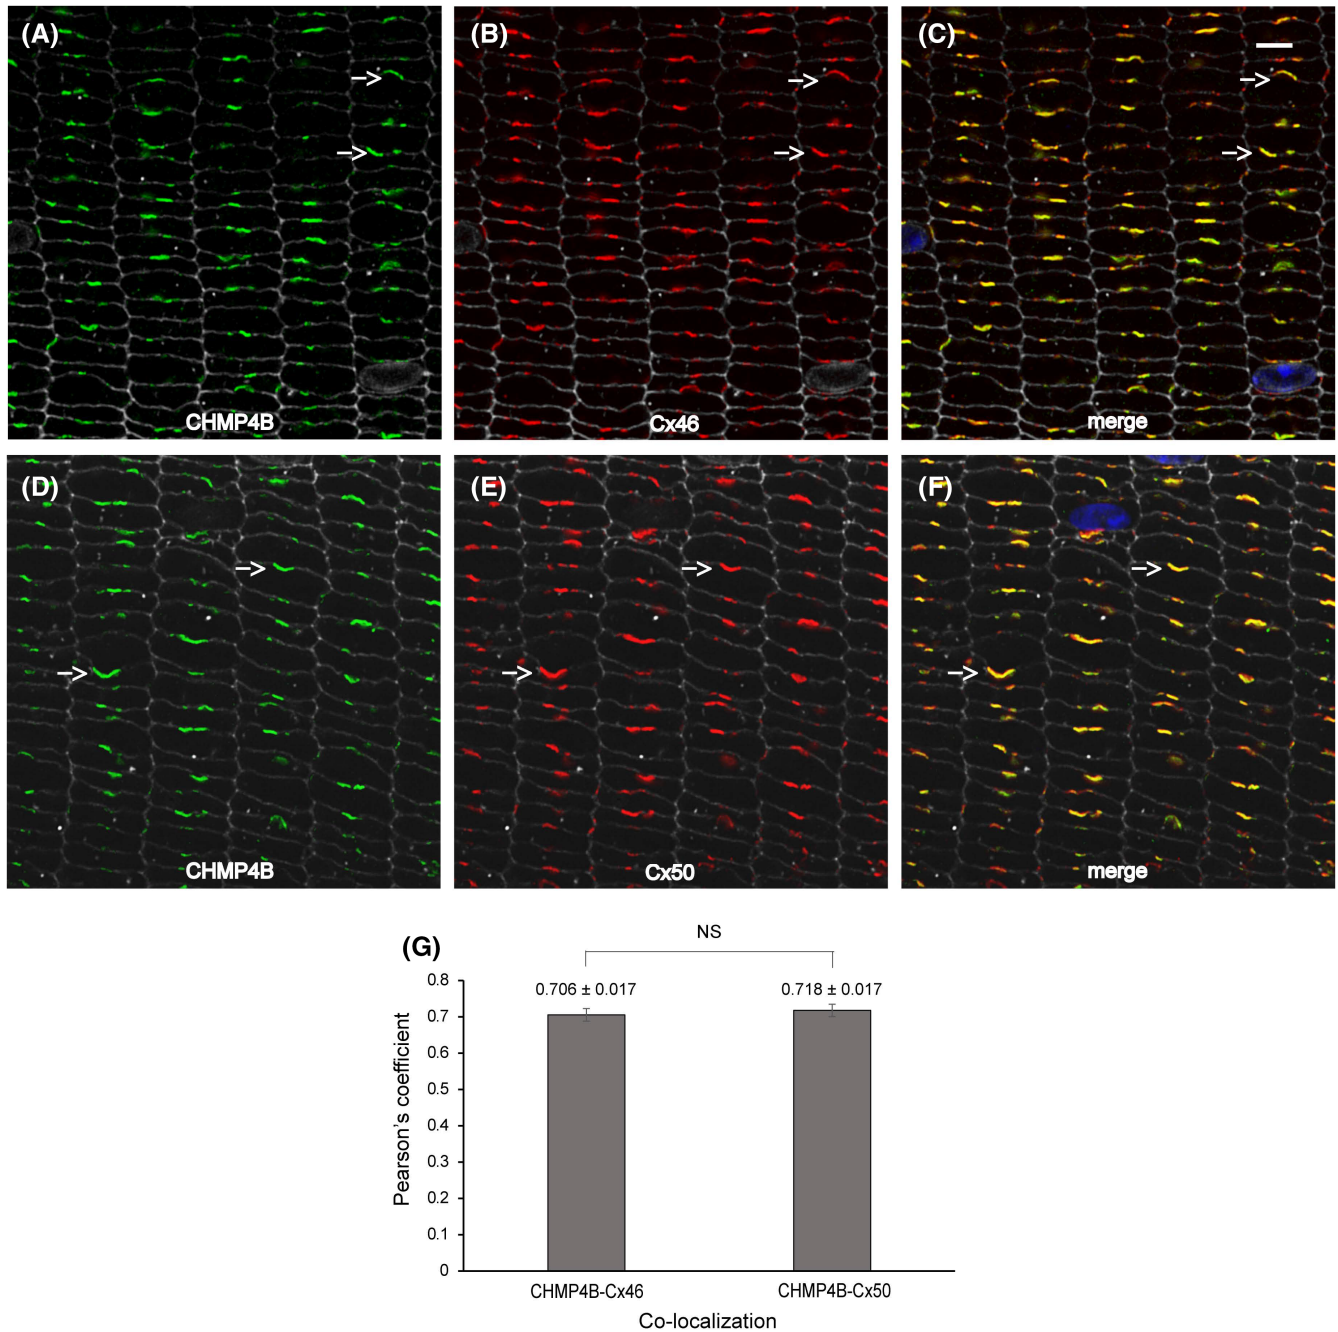 (A)
(B)
(C)
CHMP4B
Cx46
merge
(D)
(E)
(F)
CHMP4B
Cx50
merge
(G)
NS
0.706 ± 0.017
0.718 ± 0.017
0.8
0.7
0.6
0.5
0.4
0.3
0.2
0.1
0
Pearson's coefficient
CHMP4B-Cx46
CHMP4B-Cx50
Co-localization